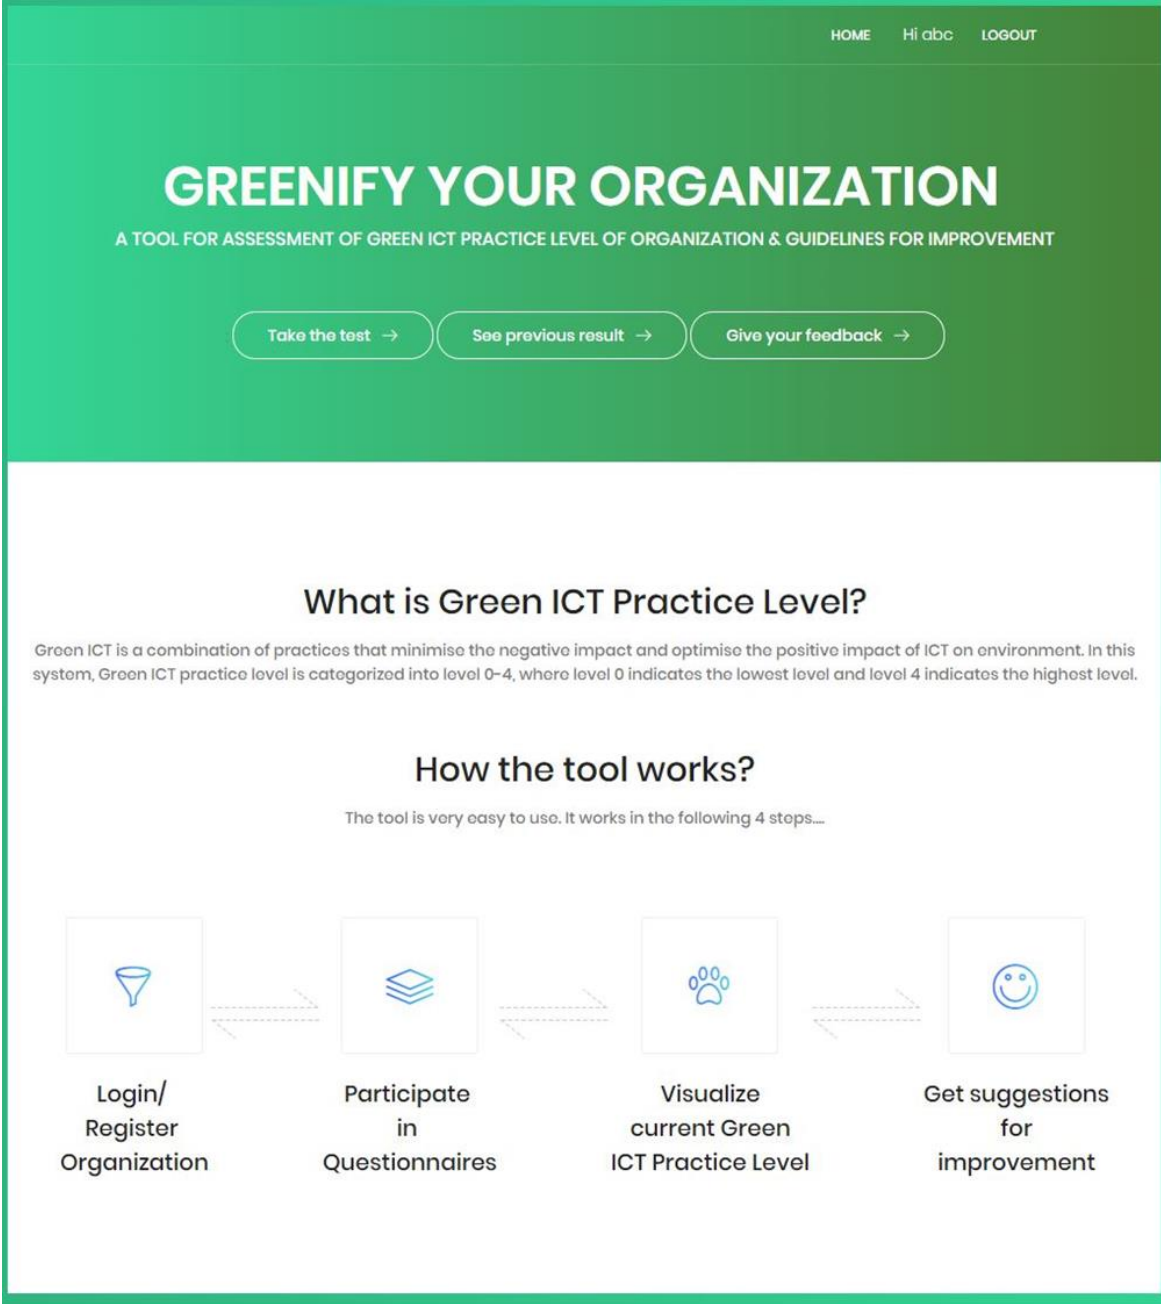 HOME Hi abc LOGOUT
GREENIFY YOUR ORGANIZATION
A TOOL FOR ASSESSMENT OF GREEN ICT PRACTICE LEVEL OF ORGANIZATION & GUIDELINES FOR IMPROVEMENT
Take the test → See previous result → Give your feedback →
What is Green ICT Practice Level?
Green ICT is a combination of practices that minimise the negative impact and optimise the positive impact of ICT on environment. In this
system, Green ICT practice level is categorized into level 0-4, where level 0 indicates the lowest level and level 4 indicates the highest level.
How the tool works?
The tool is very easy to use. It works in the following 4 steps....
Login/
Register
Organization
Participate
in
Questionnaires
Visualize
current Green
ICT Practice Level
Get suggestions
for
improvement